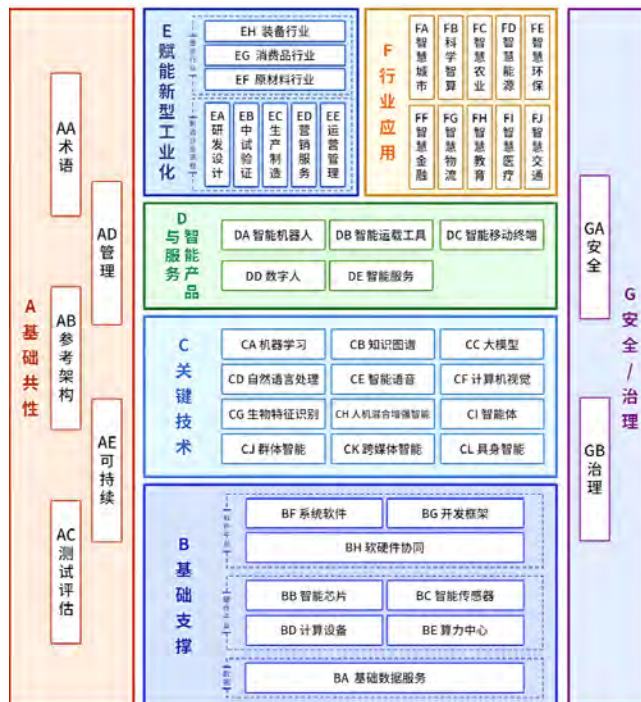 A 基础共性
AA 术语
AB 参考架构
AC 测试评估
AD 管理
AE 可持续
E 赋能新型工业化
重点行业
EH 装备行业
EG 消费品行业
EF 原材料行业
EA 研发设计
EB 中试验证
EC 生产制造
ED 营销服务
EE 运营管理
F 行业应用
FA 智慧城市
FB 科学智算
FC 智慧农业
FD 智慧能源
FE 智慧环保
FF 智慧金融
FG 智慧物流
FH 智慧教育
FI 智慧医疗
FJ 智慧交通
D 智能产品与服务
DA 智能机器人
DB 智能运载工具
DC 智能移动终端
DD 数字人
DE 智能服务
C 关键技术
CA 机器学习
CB 知识图谱
CC 大模型
CD 自然语言处理
CE 智能语音
CF 计算机视觉
CG 生物特征识别
CH 人机混合增强智能
CI 智能体
CJ 群体智能
CK 跨媒体智能
CL 具身智能
B 基础支撑
软件平台
BF 系统软件
BG 开发框架
BH 软硬件协同
BB 智能芯片
BC 智能传感器
BD 计算设备
BE 算力中心
数据
BA 基础数据服务
G 安全/治理
GA 安全
GB 治理